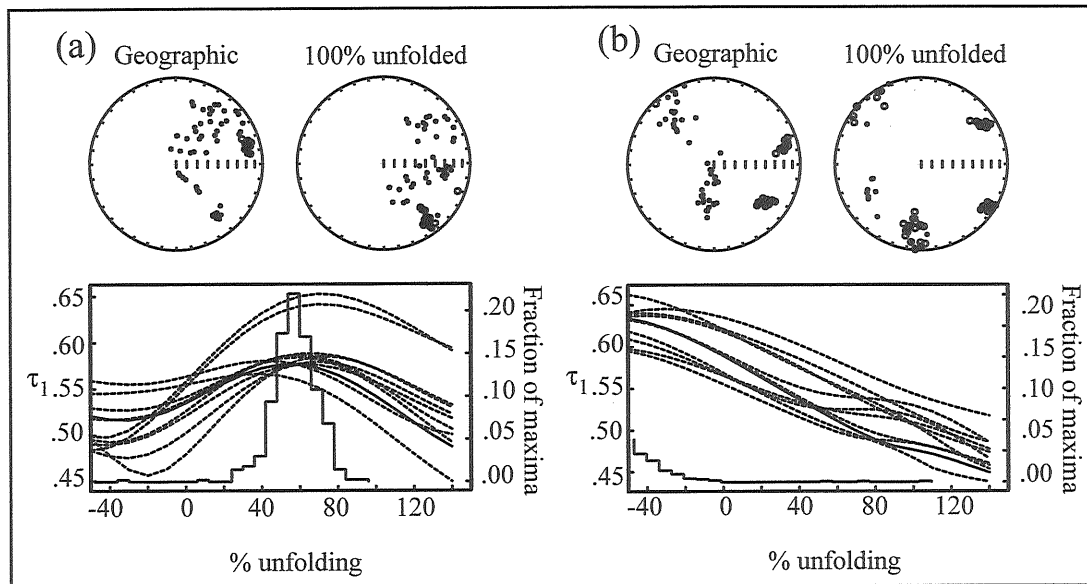 (a)
Geographic
100% unfolded
.65
.60
τ1
.55
.50
.45
.20
.15
.10
.05
.00
Fraction of maxima
-40
0
40
80
120
% unfolding
(b)
Geographic
100% unfolded
.65
.60
τ1
.55
.50
.45
.20
.15
.10
.05
.00
Fraction of maxima
-40
0
40
80
120
% unfolding